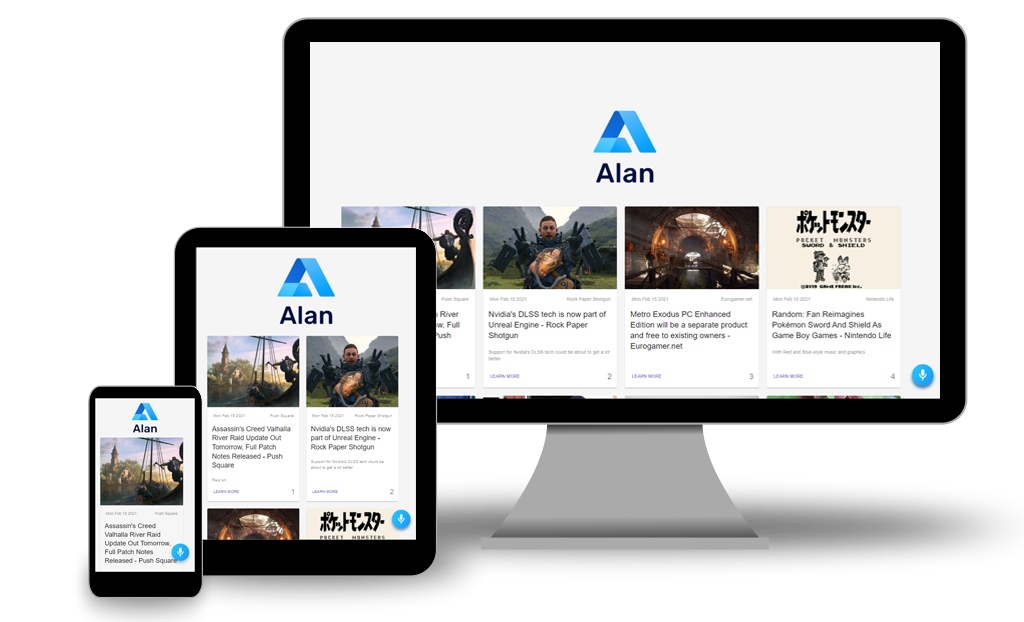 Alan
Push Square
n River
w, Full
Push
1
Mon Feb 15 2021
Rock Paper Shotgun
Nvidia's DLSS tech is now part of
Unreal Engine - Rock Paper
Shotgun
Support for Nvidia's DLSS tech could be about to get a lot
better.
LEARN MORE
2
Mon Feb 15 2021
Eurogamer.net
Metro Exodus PC Enhanced
Edition will be a separate product
and free to existing owners -
Eurogamer.net
LEARN MORE
3
ポケットモンスター
POCKET MONSTERS
SWORD & SHIELD
©2019 GAME FREAK inc.
Mon Feb 15 2021
Nintendo Life
Random: Fan Reimagines
Pokémon Sword And Shield As
Game Boy Games - Nintendo Life
With Red and Blue-style music and graphics
LEARN MORE
4
Alan
Mon Feb 15 2021
Push Square
Assassin's Creed Valhalla
River Raid Update Out
Tomorrow, Full Patch
Notes Released - Push
Square
Raid on
LEARN MORE
1
Mon Feb 15 2021
Rock Paper Shotgun
Nvidia's DLSS tech is now
part of Unreal Engine -
Rock Paper Shotgun
Support for Nvidia's DLSS tech could be
about to get a lot better.
LEARN MORE
2
ポケットモンスター
POCKET MONSTERS
Alan
Mon Feb 15 2021
Push Square
Assassin's Creed
Valhalla River Raid
Update Out Tomorrow,
Full Patch Notes
Released - Push Square